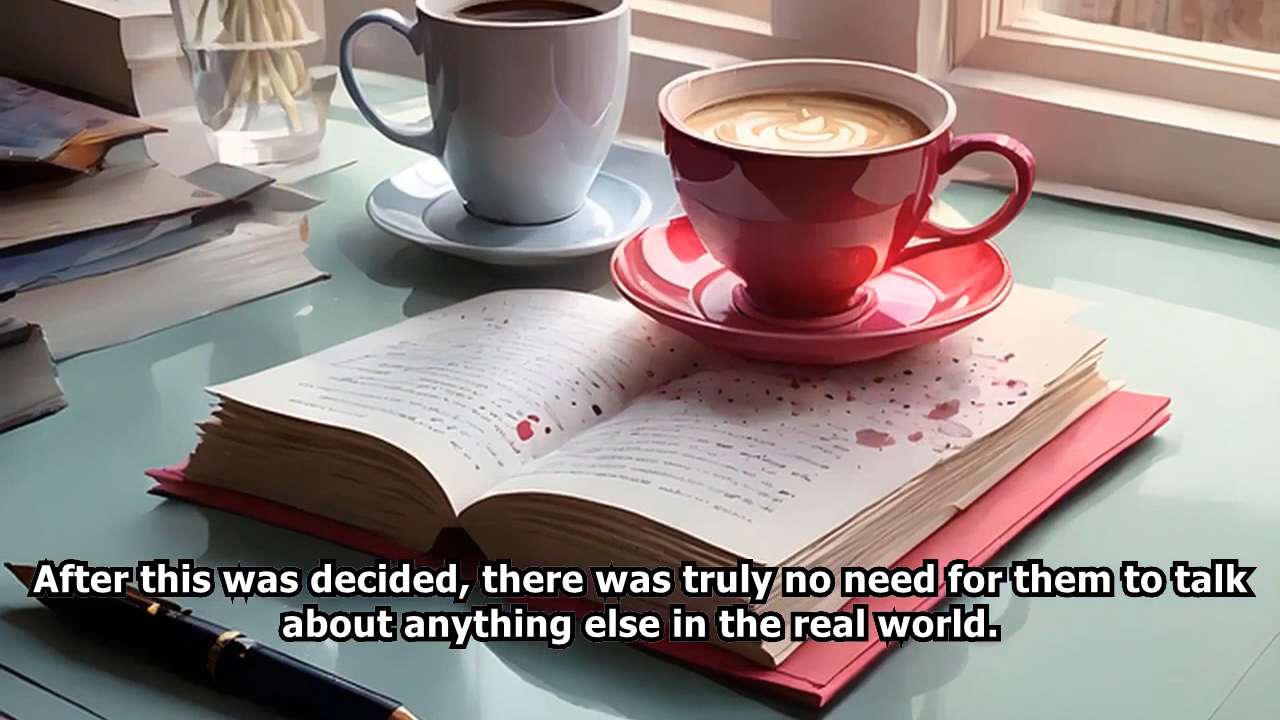 After this was decided, there was truly no need for them to talk
about anything else in the real world.